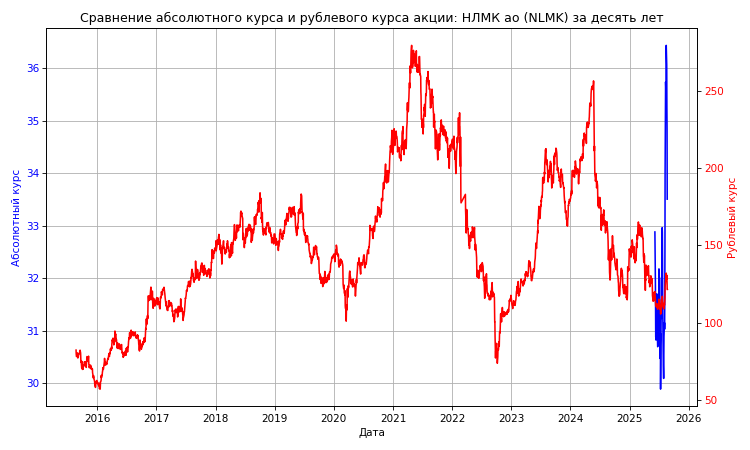 Сравнение абсолютного курса и рублевого курса акции: НЛМК ао (NLMK) за десять лет
36
35
34
33
32
31
30
Абсолютный курс
250
200
150
100
50
Рублевый курс
2016 2017 2018 2019 2020 2021 2022 2023 2024 2025 2026
Дата